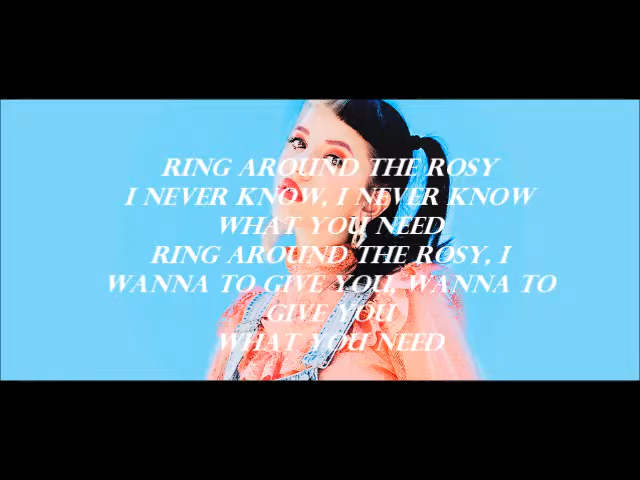 RING AROUND THE ROSY
I NEVER KNOW, I NEVER KNOW
WHAT YOU NEED
RING AROUND THE ROSY, I
WANNA TO GIVE YOU, WANNA TO
GIVE YOU
WHAT YOU NEED